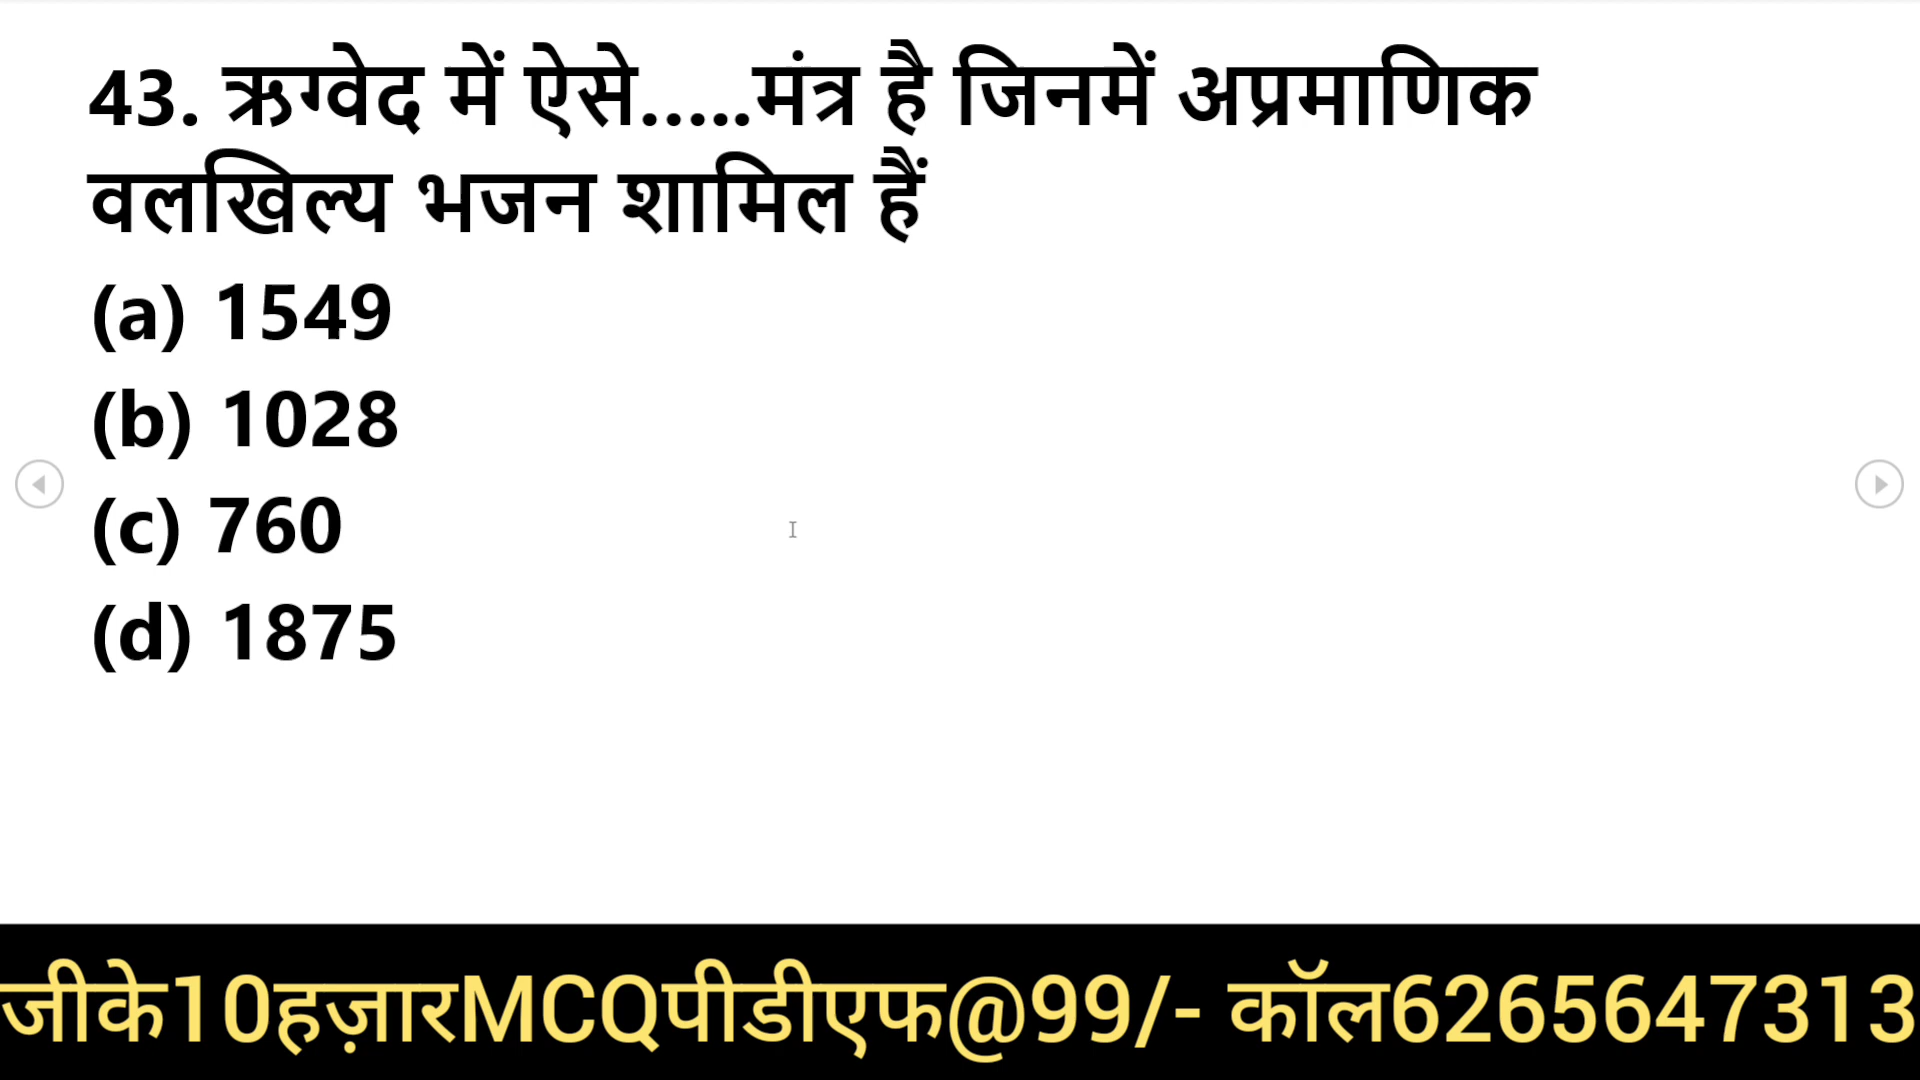 43. ऋग्वेद में ऐसे.....मंत्र है जिनमें अप्रमाणिक
वलखिल्य भजन शामिल हैं
(a) 1549
(b) 1028
(c) 760
(d) 1875
जीके10हज़ारMCQपीडीएफ@99/- कॉल6265647313